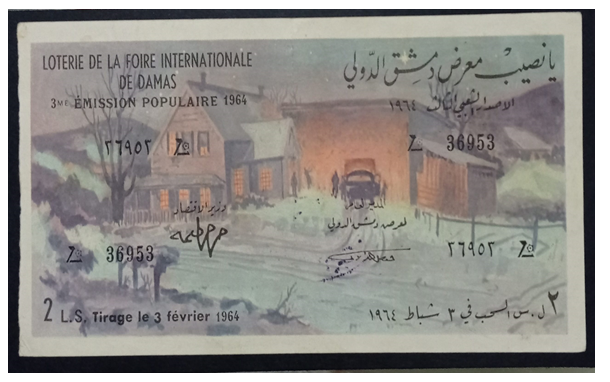 LOTERIE DE LA FOIRE INTERNATIONALE
DE DAMAS
3ME ÉMISSION POPULAIRE 1964
يانصيب معرض دمشق الدولي
الاصدار الشعبي الثالث ١٩٦٤
٣٦٩٥٣
36953
وزير الاقتصاد
المدير العام
لمعرض دمشق الدولي
36953
٣٦٩٥٣
2 L.S. Tirage le 3 février 1964
٢ ل.س السحب في ٣ شباط ١٩٦٤